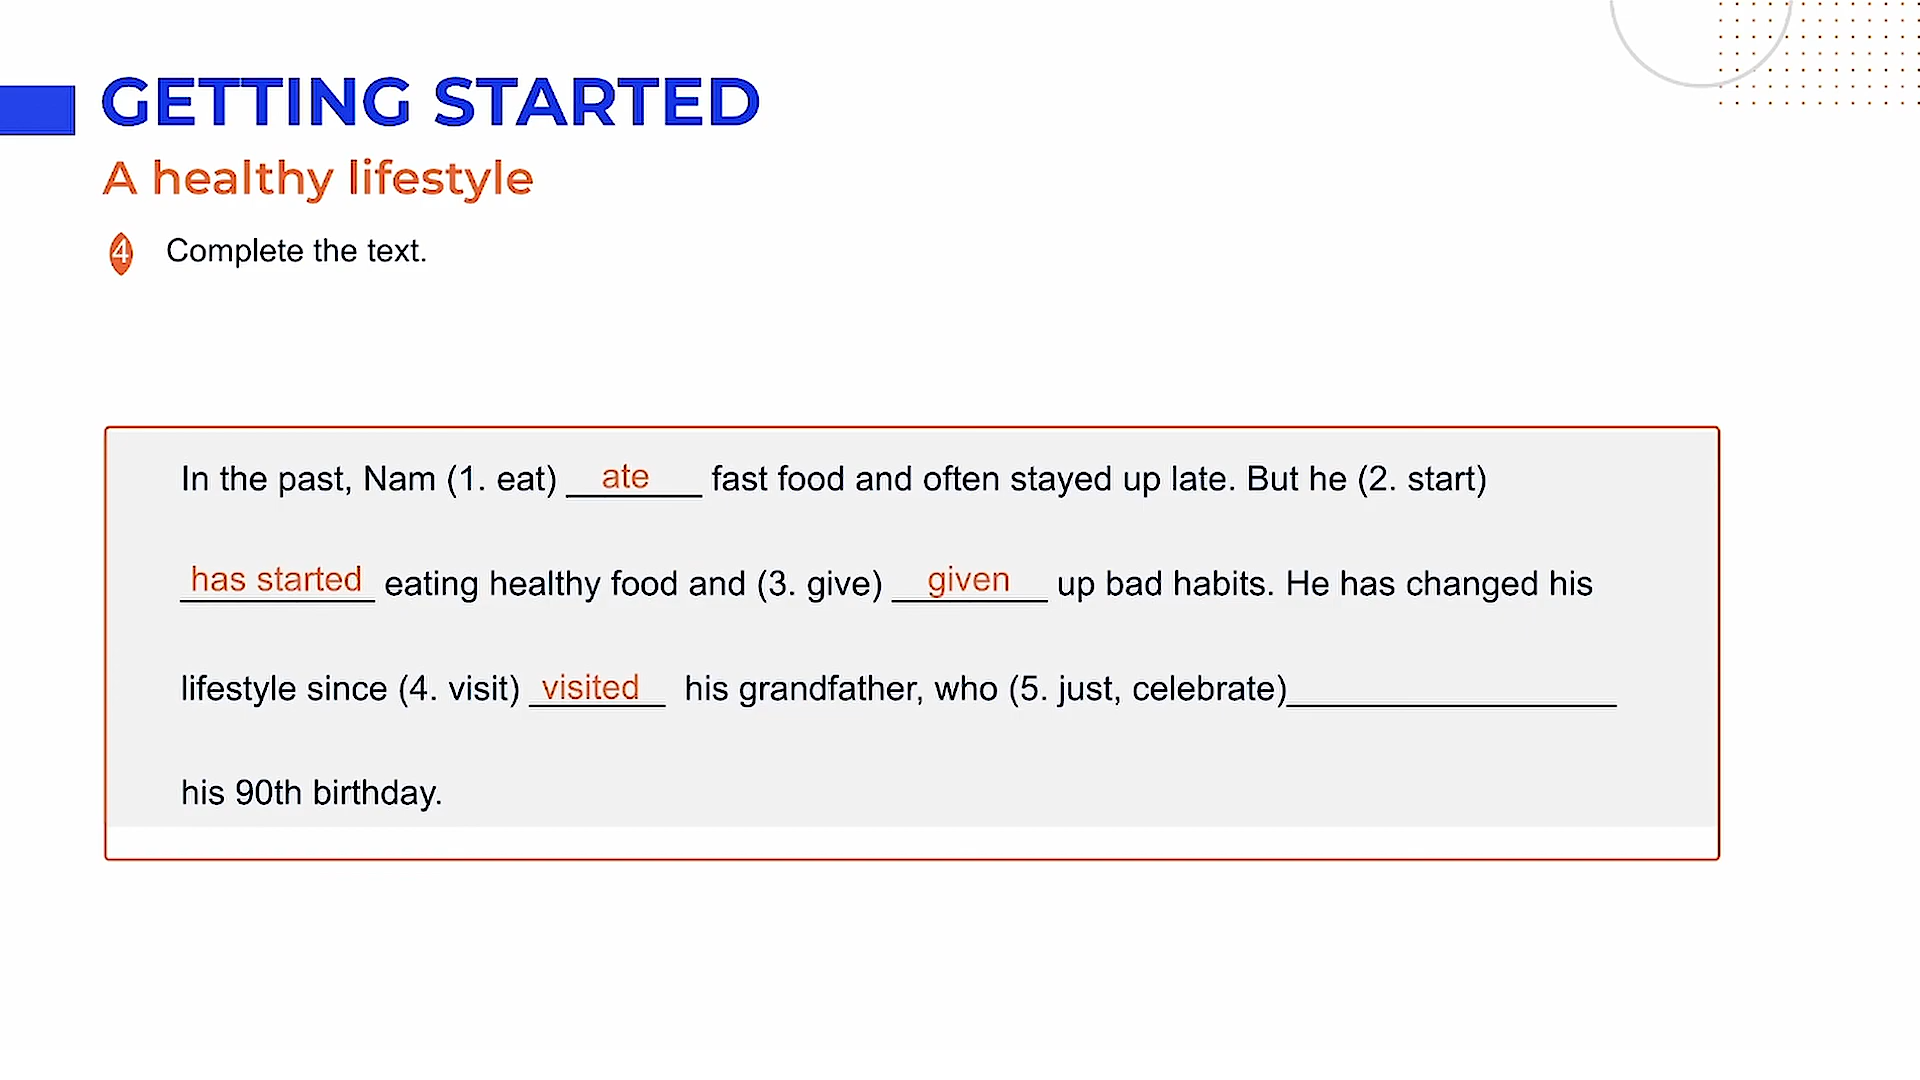 GETTING STARTED
A healthy lifestyle
4 Complete the text.
In the past, Nam (1. eat) ate fast food and often stayed up late. But he (2. start)
has started eating healthy food and (3. give) given up bad habits. He has changed his
lifestyle since (4. visit) visited his grandfather, who (5. just, celebrate)____________
his 90th birthday.